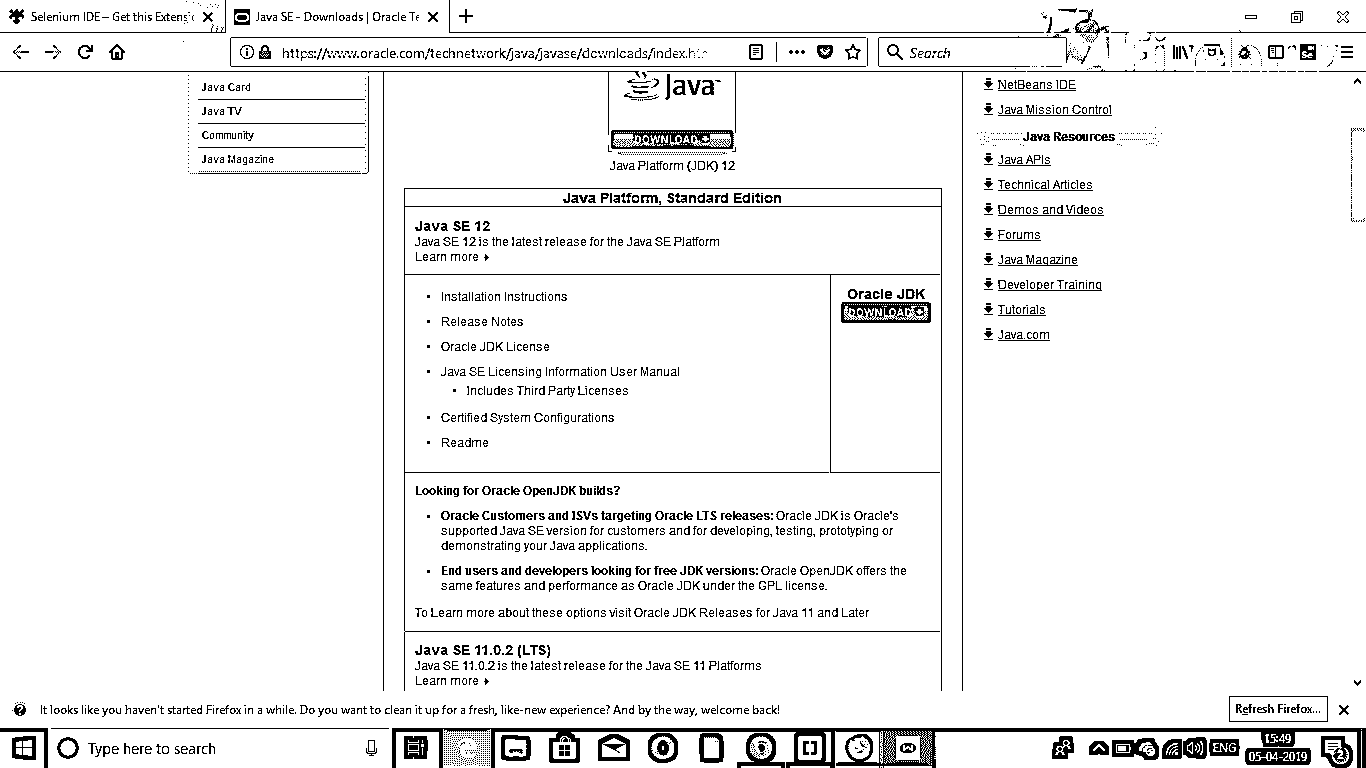 Selenium IDE – Get this Extensi
Java SE - Downloads | Oracle Te
https://www.oracle.com/technetwork/java/javase/downloads/index.h
Search
Java Card
Java TV
Community
Java Magazine
Java
DOWNLOAD
Java Platform (JDK) 12
Java Platform, Standard Edition
Java SE 12
Java SE 12 is the latest release for the Java SE Platform
Learn more
• Installation Instructions
• Release Notes
• Oracle JDK License
• Java SE Licensing Information User Manual
• Includes Third Party Licenses
• Certified System Configurations
• Readme
Oracle JDK
DOWNLOAD
Looking for Oracle OpenJDK builds?
• Oracle Customers and ISVs targeting Oracle LTS releases: Oracle JDK is Oracle's
supported Java SE version for customers and for developing, testing, prototyping or
demonstrating your Java applications.
• End users and developers looking for free JDK versions: Oracle OpenJDK offers the
same features and performance as Oracle JDK under the GPL license.
To Learn more about these options visit Oracle JDK Releases for Java 11 and Later
Java SE 11.0.2 (LTS)
Java SE 11.0.2 is the latest release for the Java SE 11 Platforms
Learn more
NetBeans IDE
Java Mission Control
Java Resources
Java APIs
Technical Articles
Demos and Videos
Forums
Java Magazine
Developer Training
Tutorials
Java.com
It looks like you haven't started Firefox in a while. Do you want to clean it up for a fresh, like-new experience? And by the way, welcome back!
Refresh Firefox...
Type here to search
ENG
15:49
05-04-2019
2